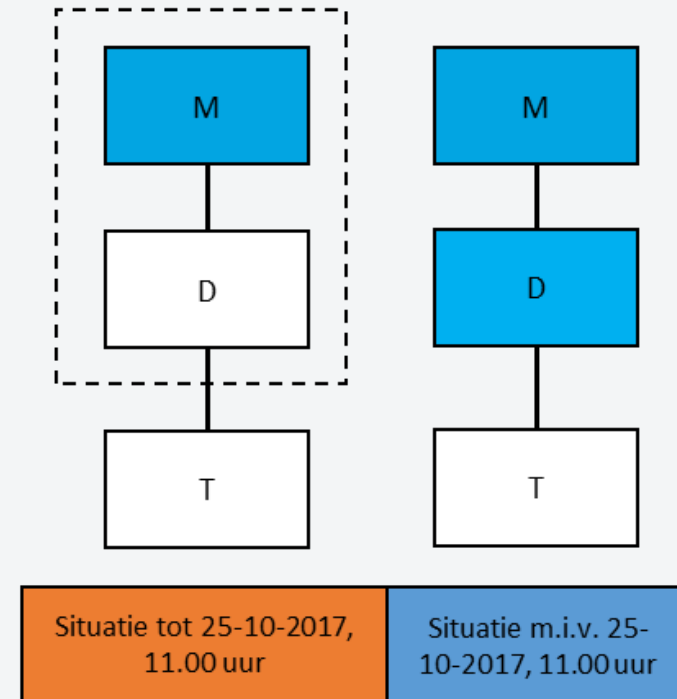 M
D
T
M
D
T
Situatie tot 25-10-2017,
11.00 uur
Situatie m.i.v. 25-
10-2017, 11.00 uur